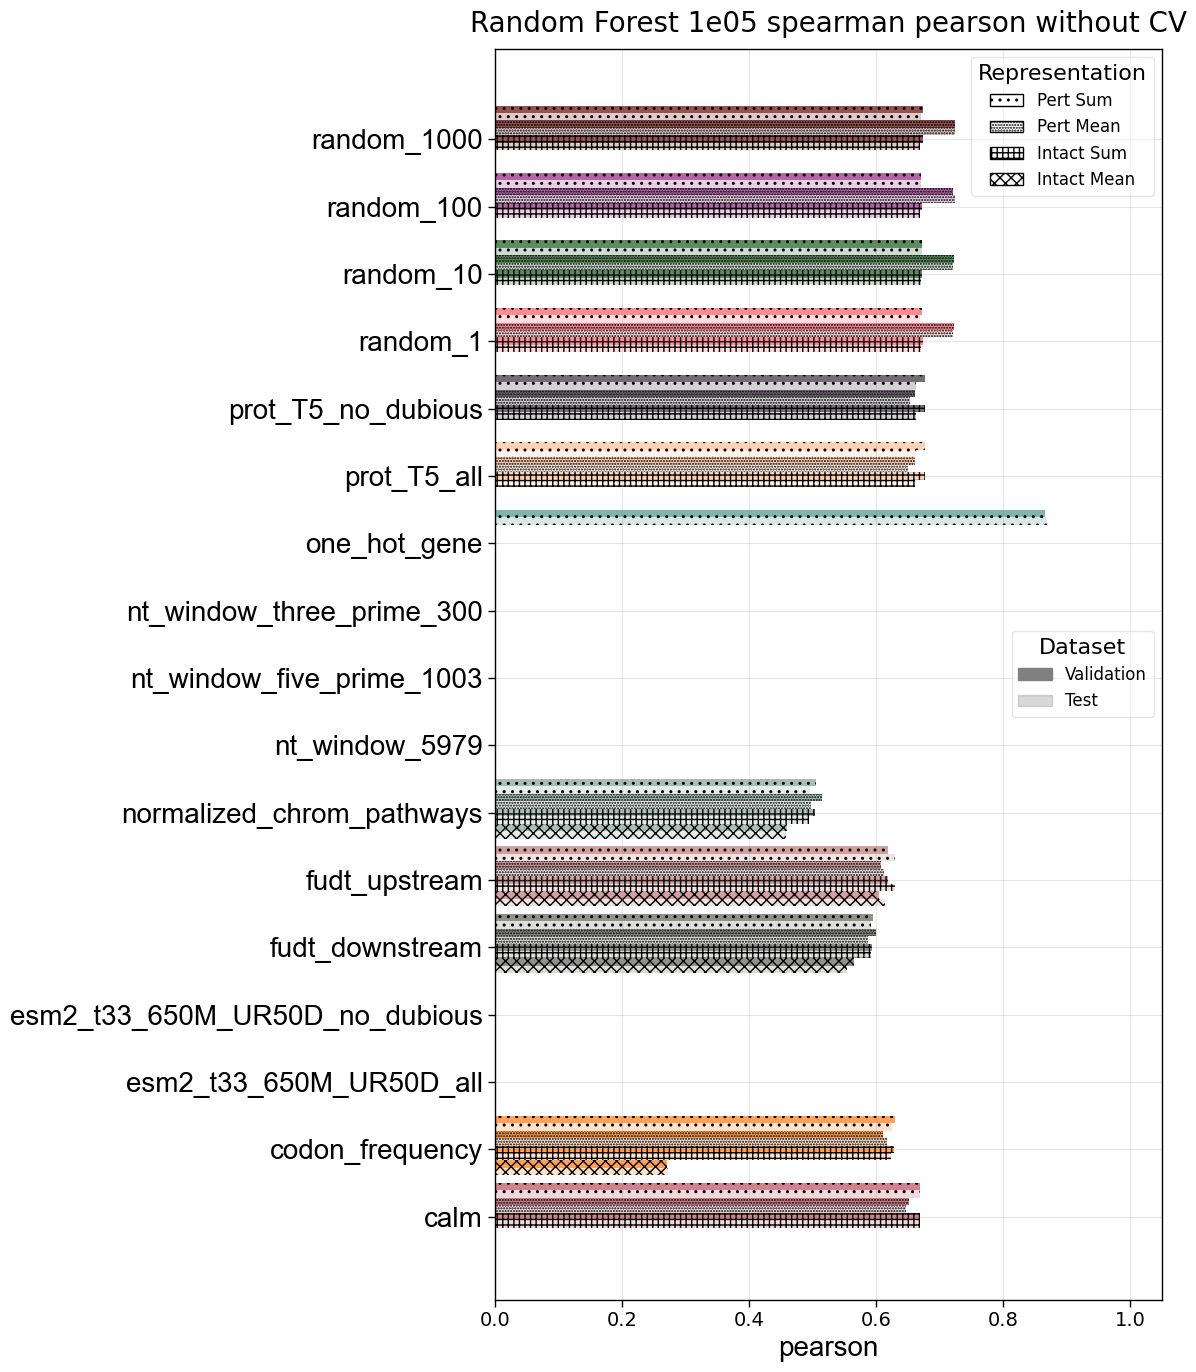 Random Forest 1e05 spearman pearson without CV
Representation
Pert Sum
Pert Mean
Intact Sum
Intact Mean
random_1000
random_100
random_10
random_1
prot_T5_no_dubious
prot_T5_all
one_hot_gene
nt_window_three_prime_300
nt_window_five_prime_1003
nt_window_5979
normalized_chrom_pathways
fudt_upstream
fudt_downstream
esm2_t33_650M_UR50D_no_dubious
esm2_t33_650M_UR50D_all
codon_frequency
calm
Dataset
Validation
Test
0.0 0.2 0.4 0.6 0.8 1.0
pearson